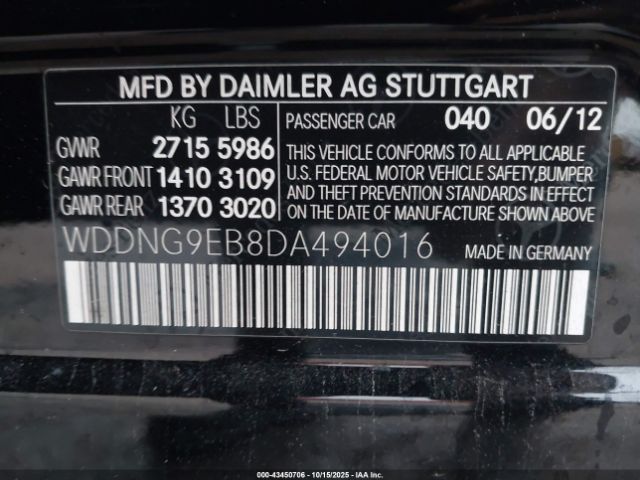 MFD BY DAIMLER AG STUTTGART
KG LBS
GVWR 2715 5986
GAWR FRONT 1410 3109
GAWR REAR 1370 3020
PASSENGER CAR 040 06/12
THIS VEHICLE CONFORMS TO ALL APPLICABLE
U.S. FEDERAL MOTOR VEHICLE SAFETY,BUMPER
AND THEFT PREVENTION STANDARDS IN EFFECT
ON THE DATE OF MANUFACTURE SHOWN ABOVE.
WDDNG9EB8DA494016 MADE IN GERMANY
000-43450706 - 10/15/2025 - IAAI.COM